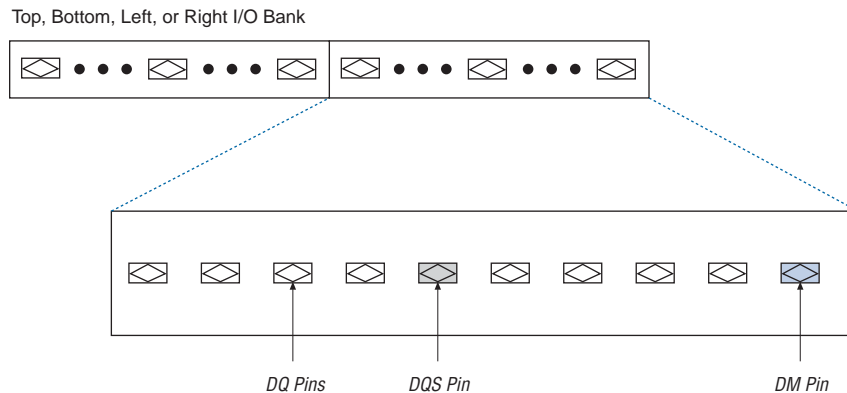 Top, Bottom, Left, or Right I/O Bank
DQ Pins
DQS Pin
DM Pin